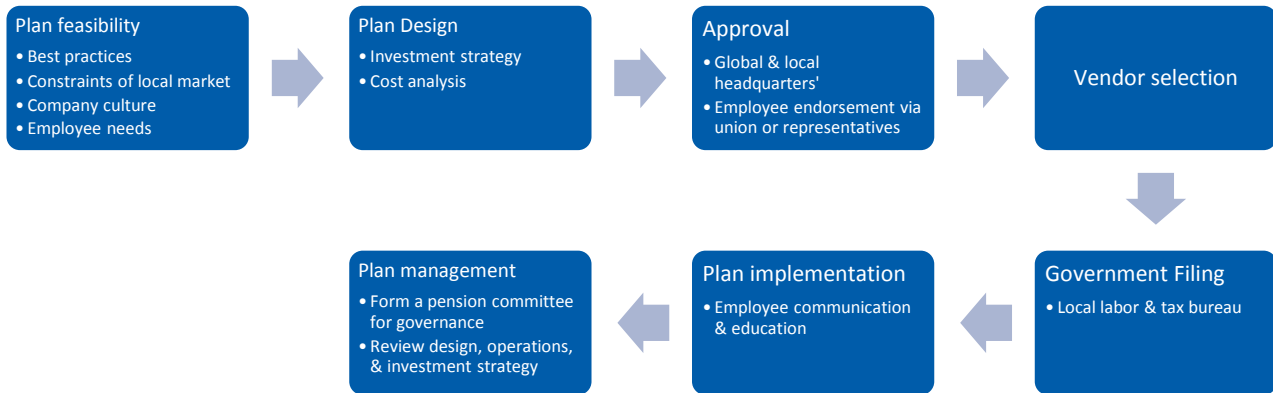 Plan feasibility
• Best practices
• Constraints of local market
• Company culture
• Employee needs
Plan Design
• Investment strategy
• Cost analysis
Approval
• Global & local
headquarters'
• Employee endorsement via
union or representatives
Vendor selection
Government Filing
• Local labor & tax bureau
Plan implementation
• Employee communication
& education
Plan management
• Form a pension committee
for governance
• Review design, operations,
& investment strategy